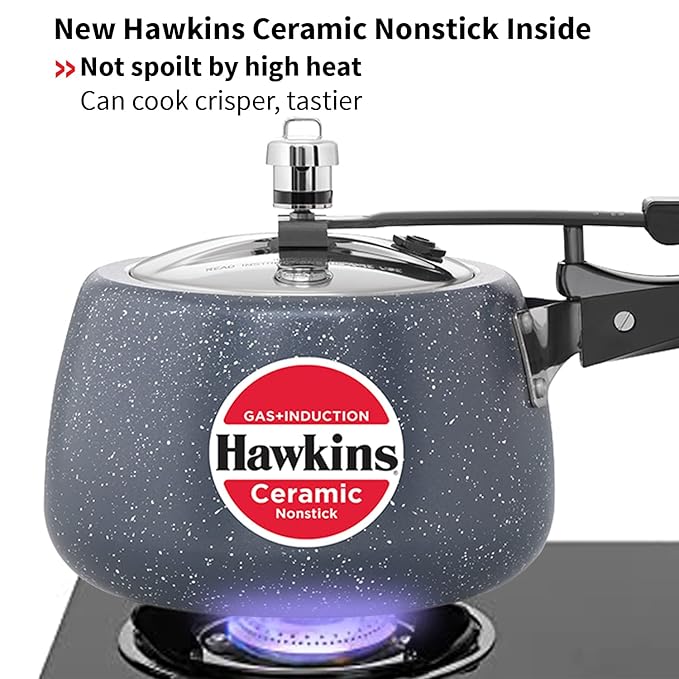 New Hawkins Ceramic Nonstick Inside
Not spoilt by high heat
Can cook crisper, tastier
GAS+INDUCTION
Hawkins
Ceramic
Nonstick